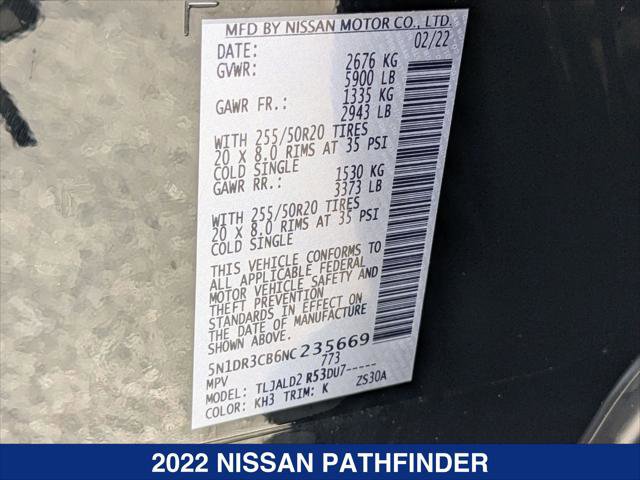 MFD BY NISSAN MOTOR CO., LTD.
DATE: 02/22
GVWR: 2676 KG
5900 LB
GAWR FR.: 1335 KG
2943 LB
WITH 255/50R20 TIRES
20 X 8.0 RIMS AT 35 PSI
COLD SINGLE
GAWR RR.: 1530 KG
3373 LB
WITH 255/50R20 TIRES
20 X 8.0 RIMS AT 35 PSI
COLD SINGLE
THIS VEHICLE CONFORMS TO
ALL APPLICABLE FEDERAL
MOTOR VEHICLE SAFETY AND
THEFT PREVENTION
STANDARDS IN EFFECT ON
THE DATE OF MANUFACTURE
SHOWN ABOVE.
5N1DR3CB6NC235669
MPV 773
MODEL: TLJALD2 R53DU7-----
COLOR: KH3 TRIM: K ZS30A
2022 NISSAN PATHFINDER